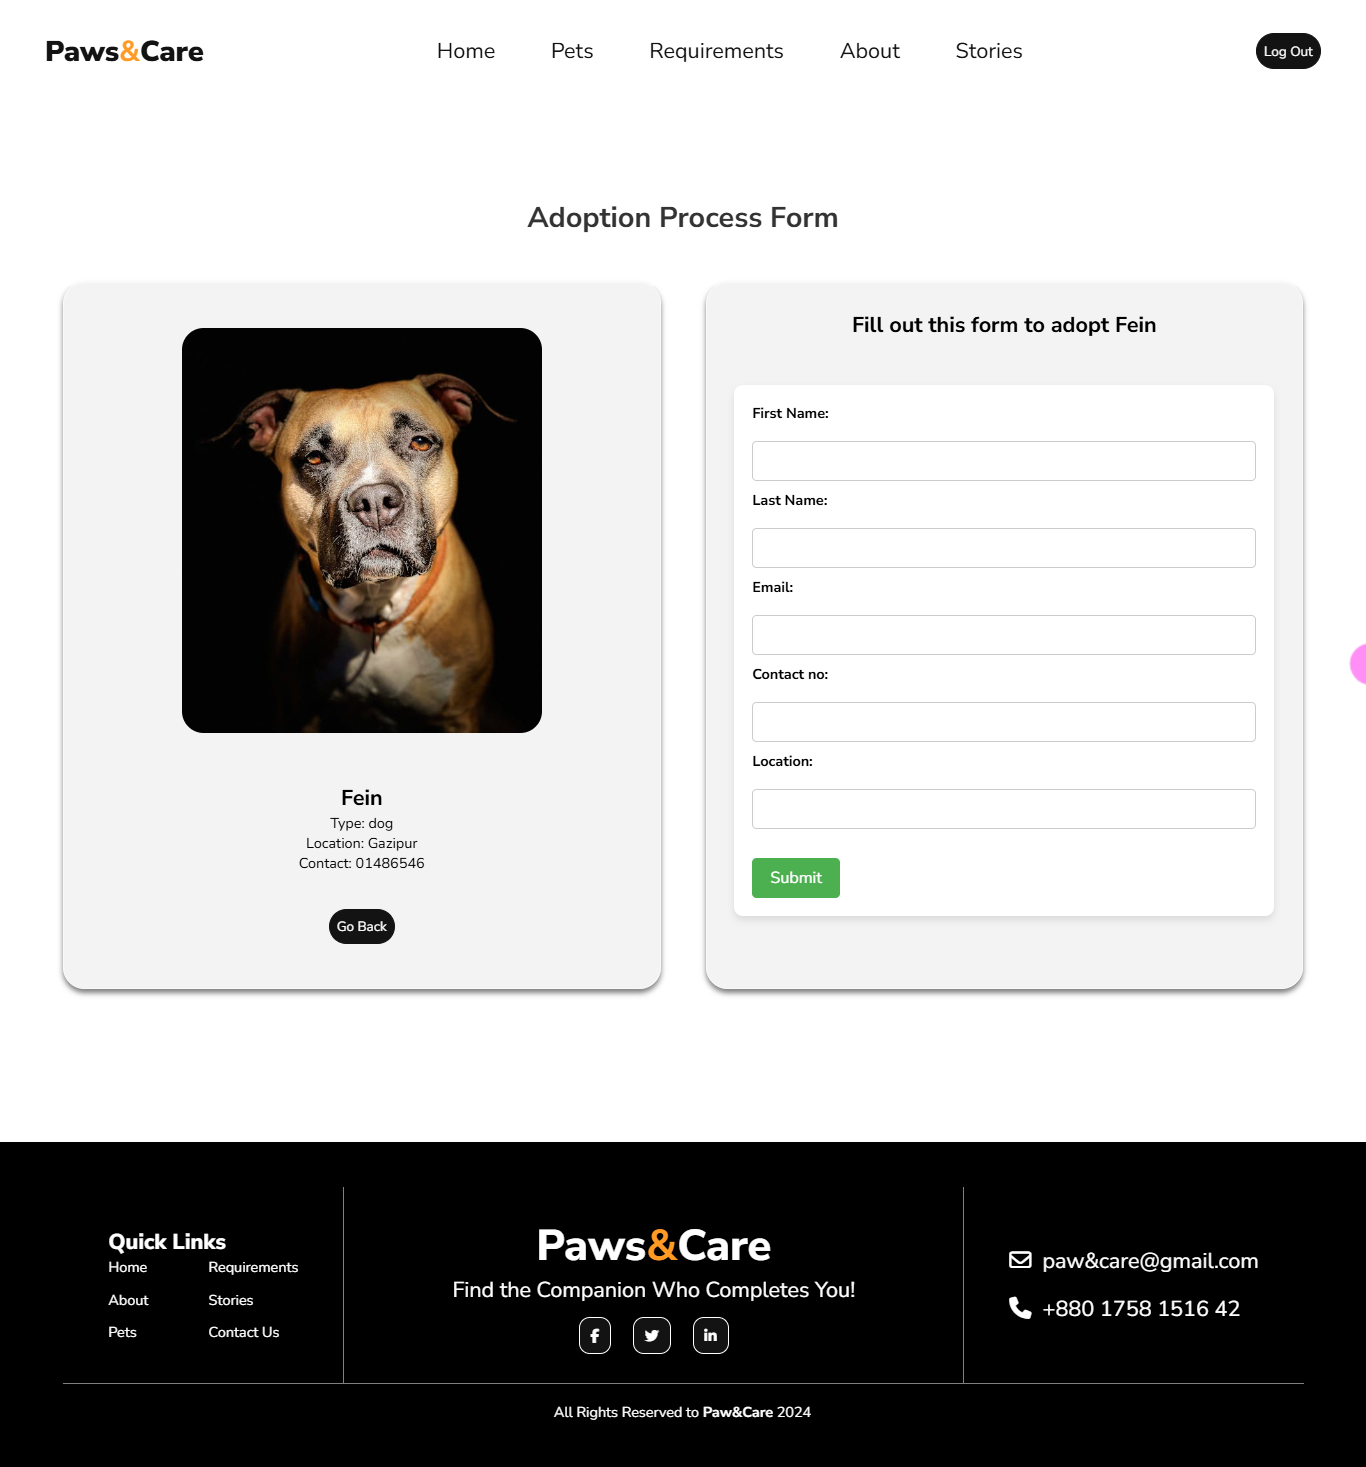 Paws&Care
Home
Pets
Requirements
About
Stories
Log Out
Adoption Process Form
Fein
Type: dog
Location: Gazipur
Contact: 01486546
Go Back
Fill out this form to adopt Fein
First Name:
Last Name:
Email:
Contact no:
Location:
Submit
Quick Links
Home
Requirements
About
Stories
Pets
Contact Us
Paws&Care
Find the Companion Who Completes You!
paw&care@gmail.com
+880 1758 1516 42
All Rights Reserved to Paw&Care 2024